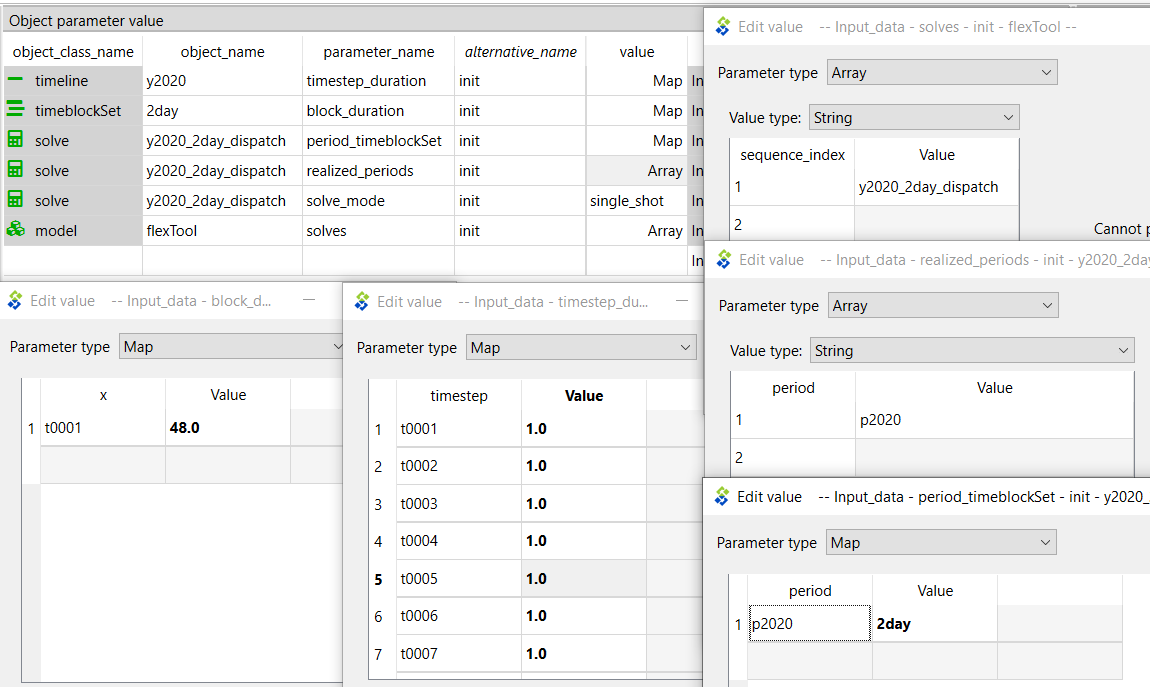 Object parameter value
object_class_name object_name parameter_name alternative_name value
timeline y2020 timestep_duration init Map In
timeblockSet 2day block_duration init Map In
solve y2020_2day_dispatch period_timeblockSet init Map In
solve y2020_2day_dispatch realized_periods init Array In
solve y2020_2day_dispatch solve_mode init single_shot In
model flexTool solves init Array In
In
Edit value -- Input_data - solves - init - flexTool --
Parameter type Array
Value type: String
sequence_index Value
1 y2020_2day_dispatch
2
Cannot p
Edit value -- Input_data - realized_periods - init - y2020_2day
Parameter type Array
Value type: String
period Value
1 p2020
2
Edit value -- Input_data - block_d...
Parameter type Map
x Value
1 t0001 48.0
Edit value -- Input_data - timestep_du...
Parameter type Map
timestep Value
1 t0001 1.0
2 t0002 1.0
3 t0003 1.0
4 t0004 1.0
5 t0005 1.0
6 t0006 1.0
7 t0007 1.0
Edit value -- Input_data - period_timeblockSet - init - y2020_
Parameter type Map
period Value
1 p2020 2day